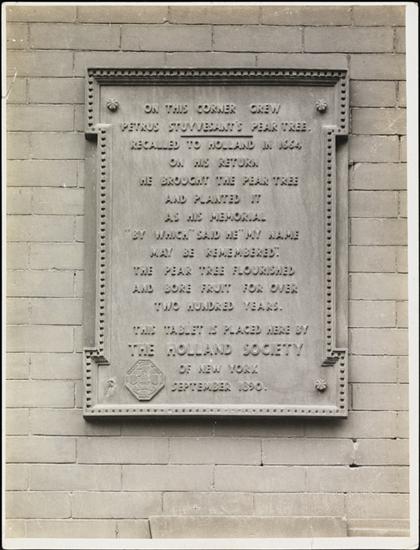 ON THIS CORNER GREW
PETRUS STUYVESANT'S PEAR TREE.
RECALLED TO HOLLAND IN 1664
ON HIS RETURN
HE BROUGHT THE PEAR TREE
AND PLANTED IT
AS HIS MEMORIAL
"BY WHICH" SAID HE "MY NAME
MAY BE REMEMBERED".
THE PEAR TREE FLOURISHED
AND BORE FRUIT FOR OVER
TWO HUNDRED YEARS.
THIS TABLET IS PLACED HERE BY
THE HOLLAND SOCIETY
OF NEW YORK
SEPTEMBER 1890.